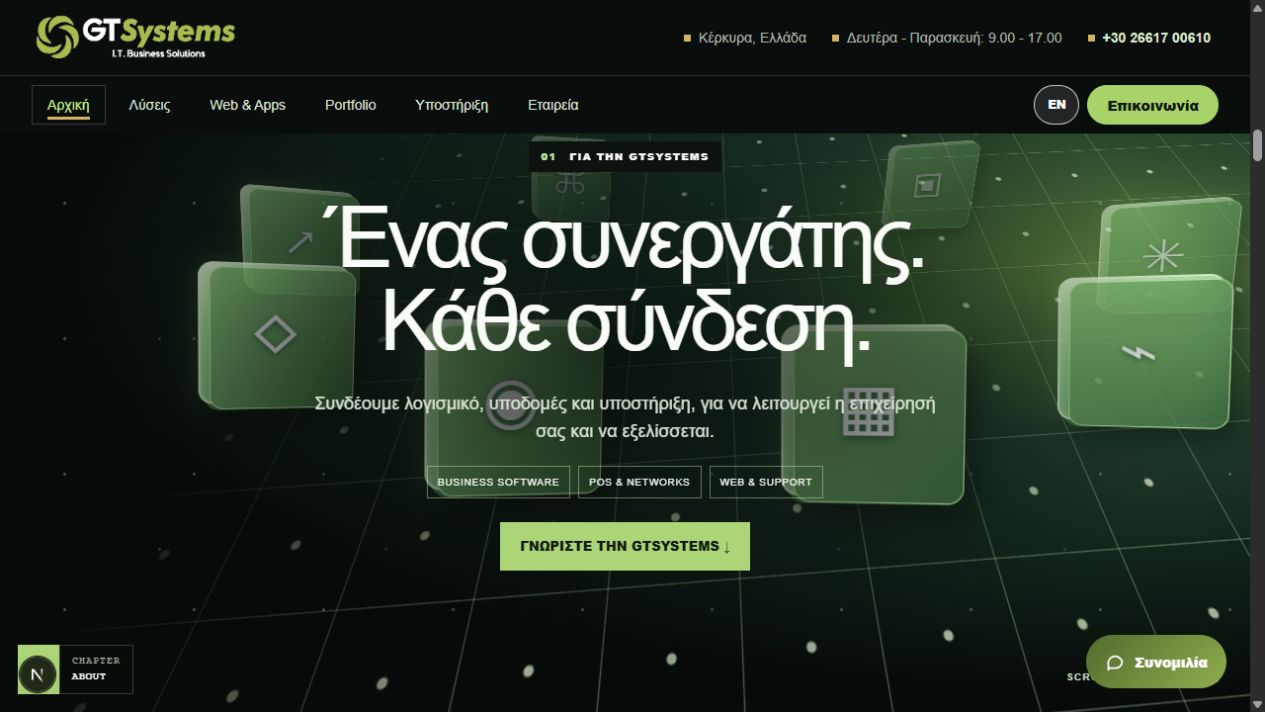 GTSystems
I.T. Business Solutions
Κέρκυρα, Ελλάδα
Δευτέρα - Παρασκευή: 9.00 - 17.00
+30 26617 00610
Αρχική
Λύσεις
Web & Apps
Portfolio
Υποστήριξη
Εταιρεία
EN
Επικοινωνία
01 ΓΙΑ ΤΗΝ GTSYSTEMS
Ένας συνεργάτης.
Κάθε σύνδεση.
Συνδέουμε λογισμικό, υποδομές και υποστήριξη, για να λειτουργεί η επιχείρησή
σας και να εξελίσσεται.
BUSINESS SOFTWARE
POS & NETWORKS
WEB & SUPPORT
ΓΝΩΡΙΣΤΕ ΤΗΝ GTSYSTEMS ↓
N
CHAPTER
ABOUT
Συνομιλία